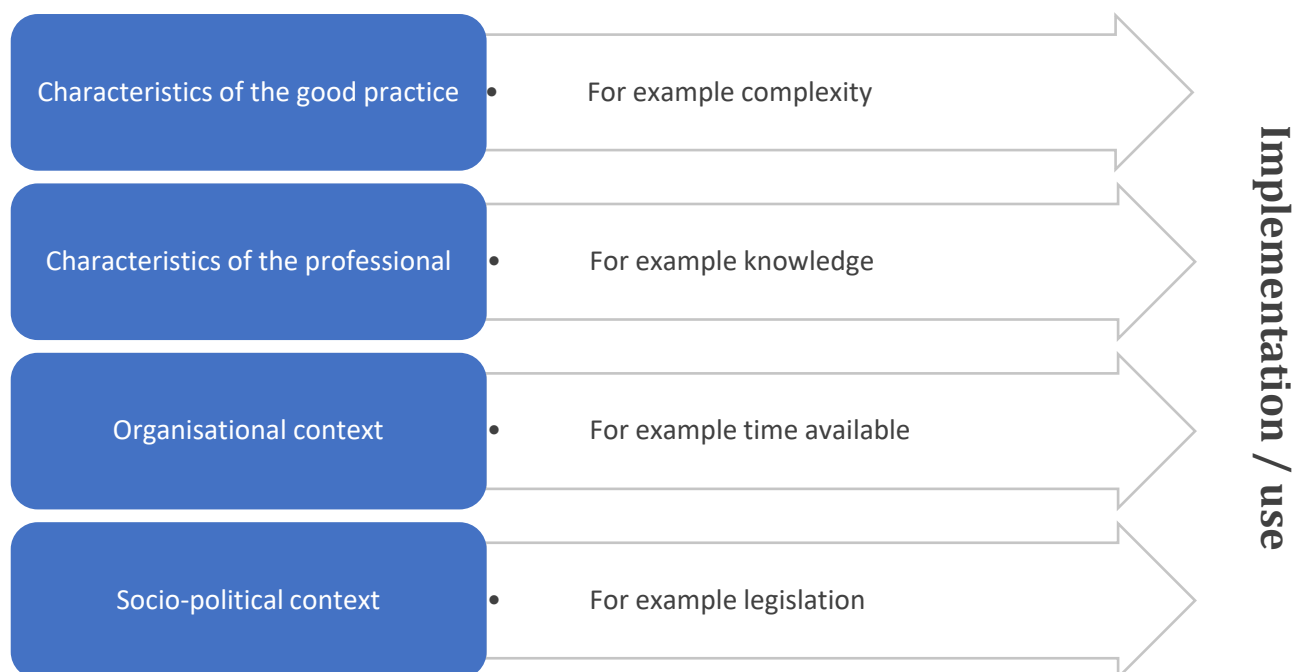 Characteristics of the good practice
• For example complexity
Characteristics of the professional
• For example knowledge
Organisational context
• For example time available
Socio-political context
• For example legislation
Implementation / use